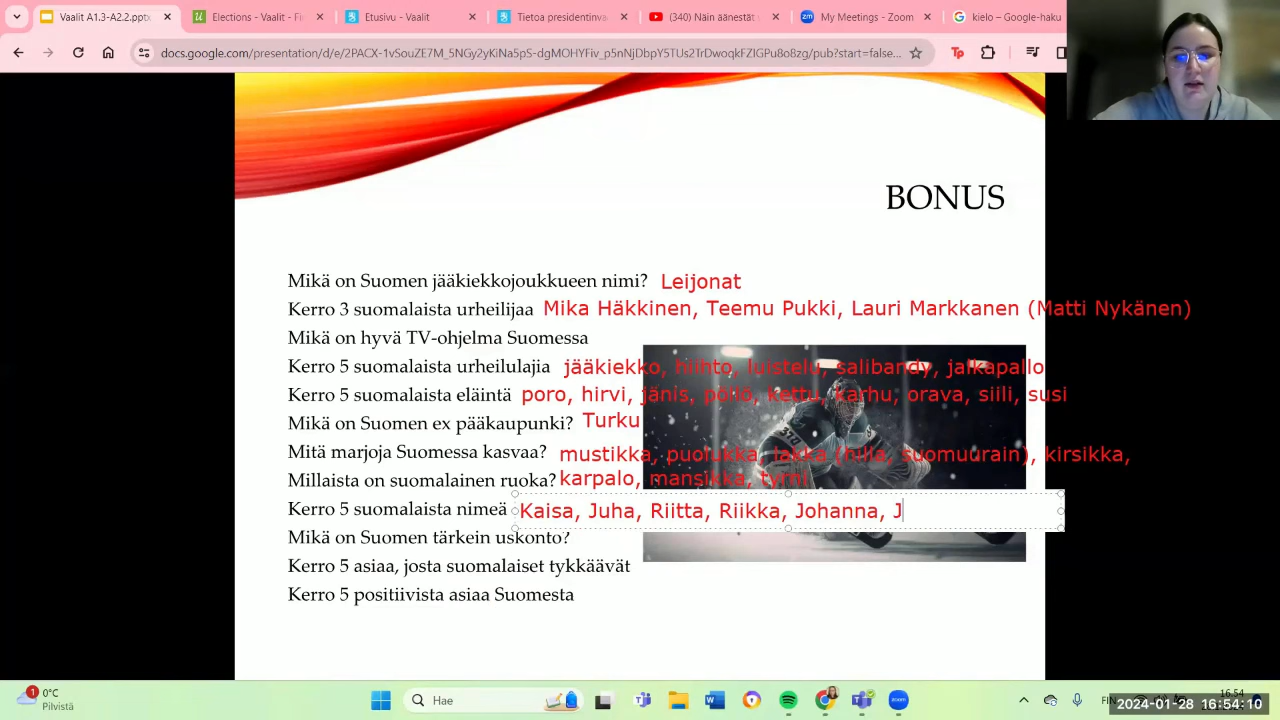 Vaalit A1.3-A2.2.pptx
Elections - Vaalit - Fi
Etusivu - Vaalit
Tietoa presidentinva
(340) Näin äänestät
My Meetings - Zoom
kielo – Google-haku
docs.google.com/presentation/d/e/2PACX-1vSouZE7M_5NGy2yKiNa5pS-dgMOHYFiv_p5nNjDbpY5TUs2TrDwoqkFZIGPu8o8zg/pub?start=false...
BONUS
Mikä on Suomen jääkiekkojoukkueen nimi? Leijonat
Kerro 3 suomalaista urheilijaa Mika Häkkinen, Teemu Pukki, Lauri Markkanen (Matti Nykänen)
Mikä on hyvä TV-ohjelma Suomessa
Kerro 5 suomalaista urheilulajia jääkiekko, hiihto, luistelu, salibandy, jalkapallo
Kerro 5 suomalaista eläintä poro, hirvi, jänis, pöllö, kettu, karhu, orava, siili, susi
Mikä on Suomen ex pääkaupunki? Turku
Mitä marjoja Suomessa kasvaa? mustikka, puolukka, lakka (hilla, suomuurain), kirsikka,
Millaista on suomalainen ruoka? karpalo, mansikka, tyrni
Kerro 5 suomalaista nimeä Kaisa, Juha, Riitta, Riikka, Johanna, J
Mikä on Suomen tärkein uskonto?
Kerro 5 asiaa, josta suomalaiset tykkäävät
Kerro 5 positiivista asiaa Suomesta
1 0°C
Pilvistä
Hae
FIN
16.54
2024-01-28 16:54:10